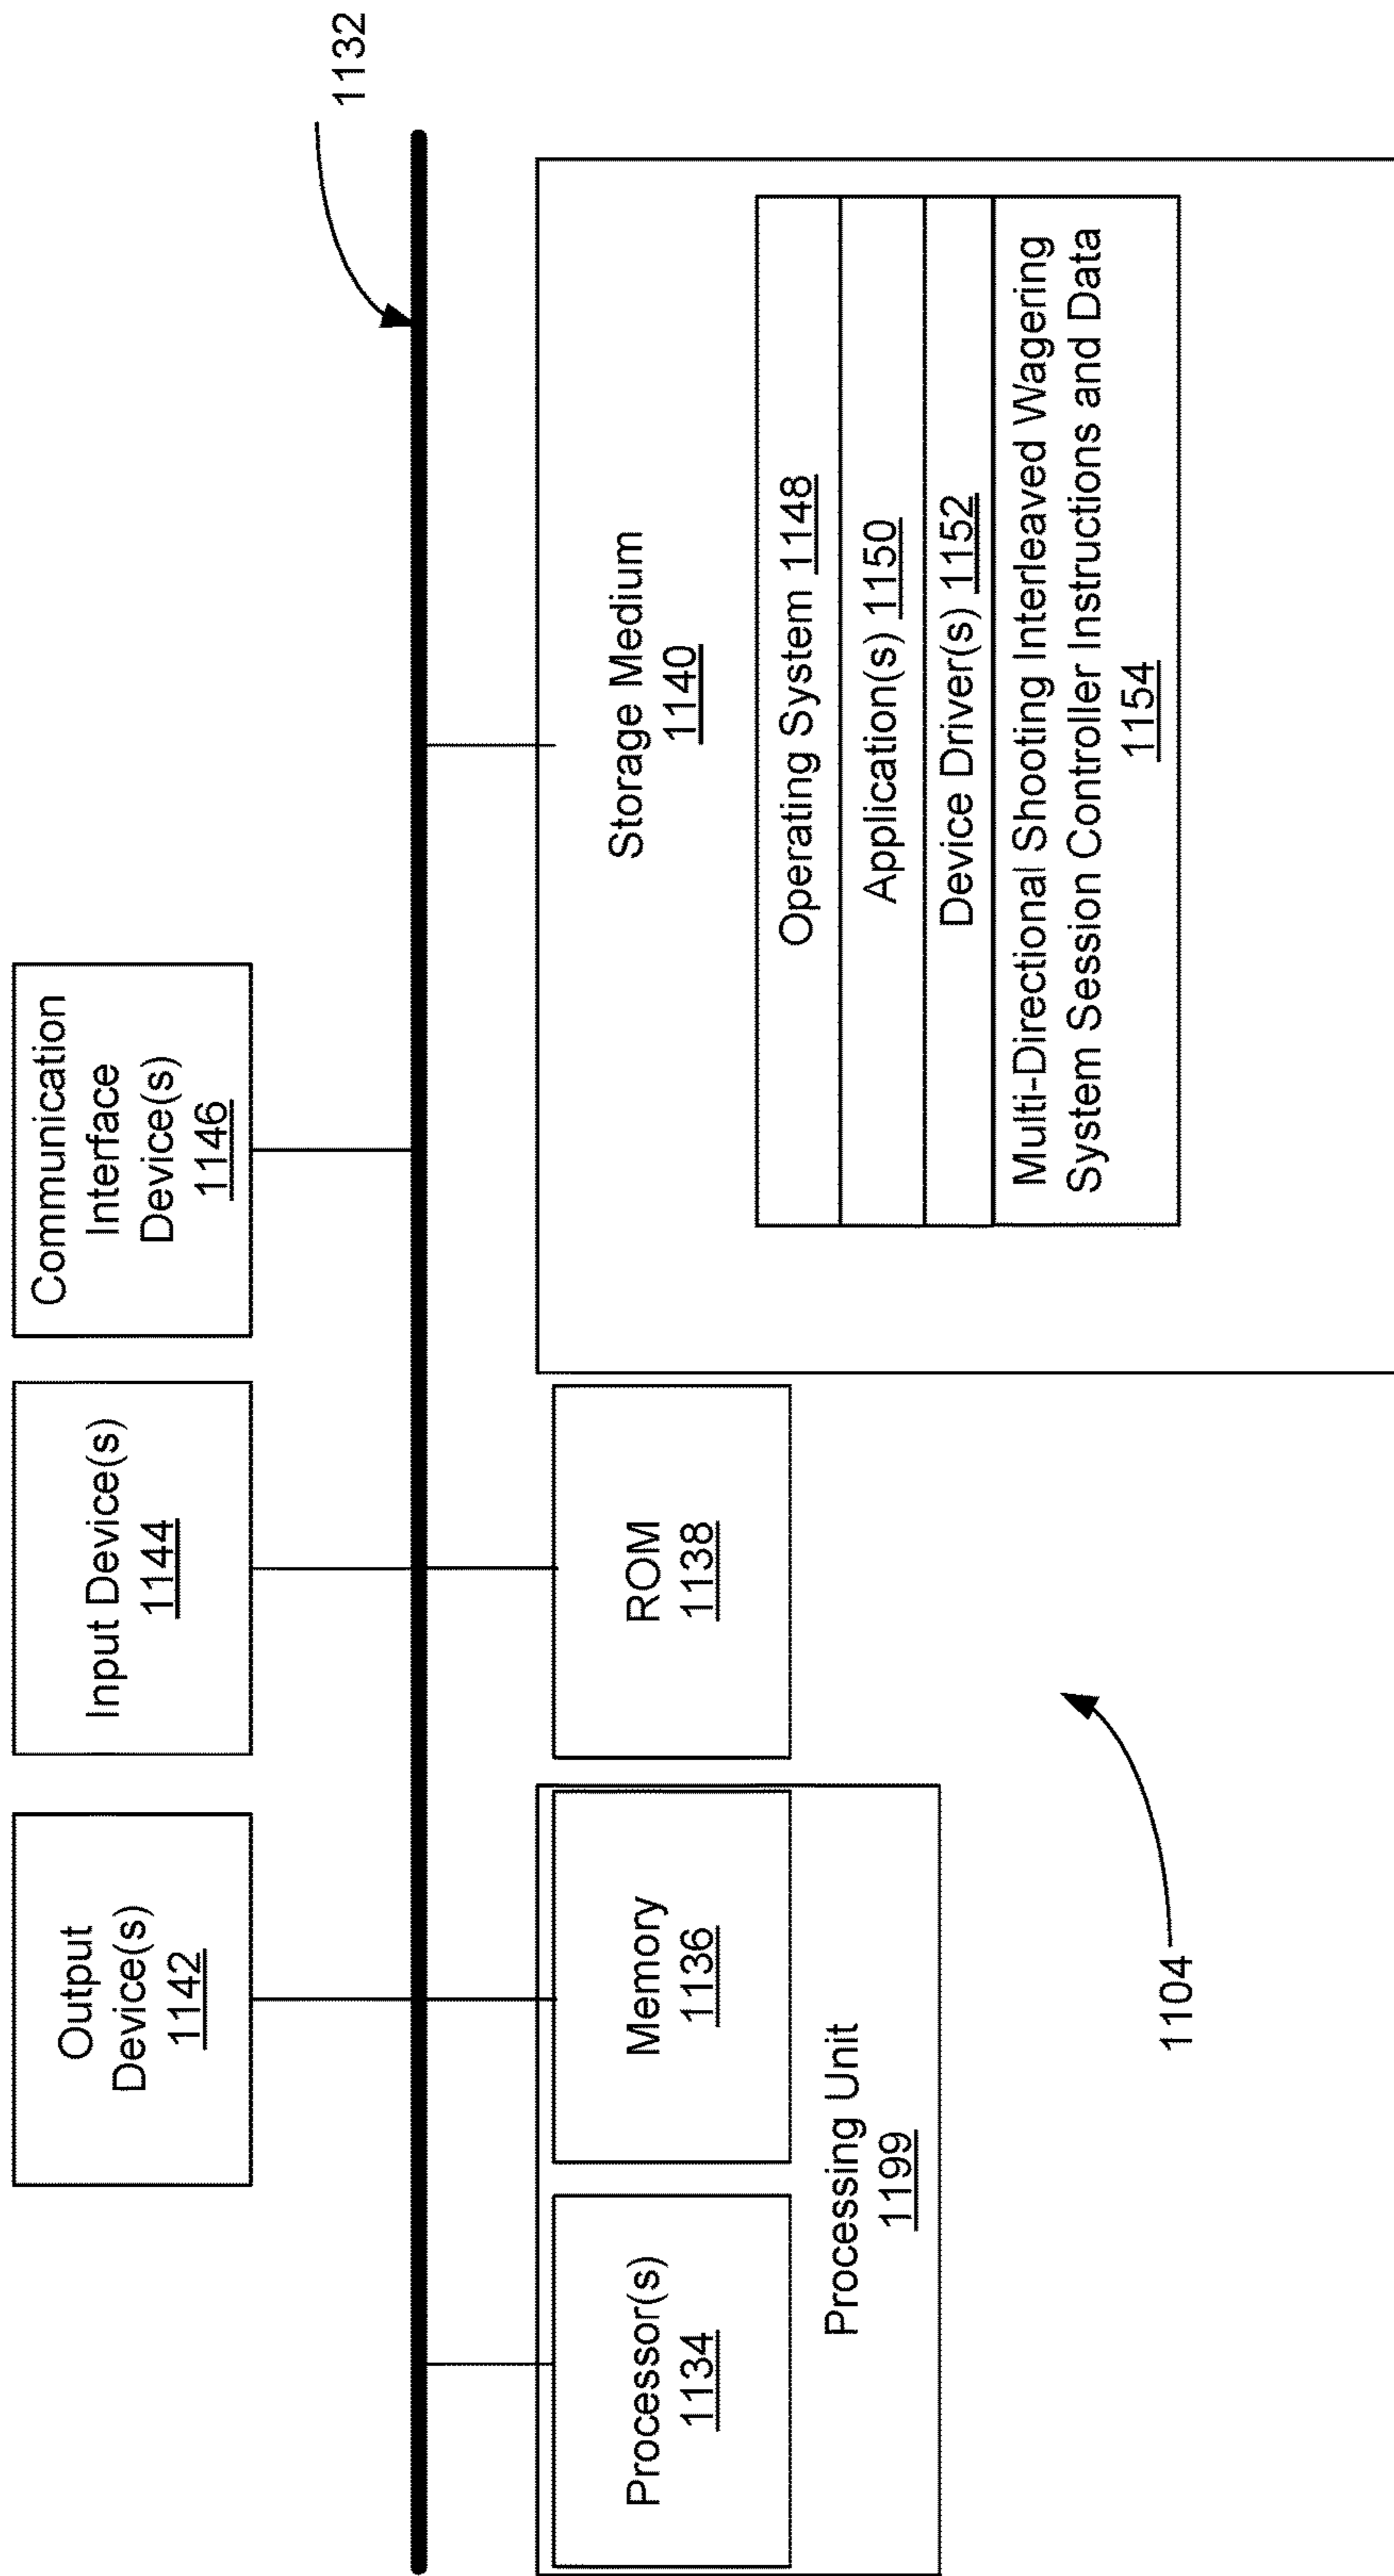 1132
Output
Device(s)
1142
Input Device(s)
1144
Communication
Interface
Device(s)
1146
Processor(s)
1134
Memory
1136
Processing Unit
1199
ROM
1138
Storage Medium
1140
Operating System 1148
Application(s) 1150
Device Driver(s) 1152
Multi-Directional Shooting Interleaved Wagering
System Session Controller Instructions and Data
1154
1104